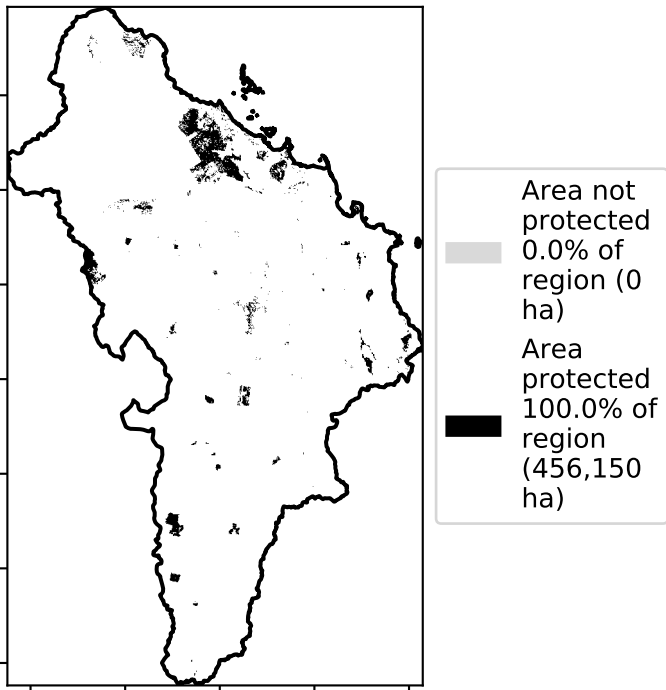 Area not
protected
0.0% of
region (0
ha)
Area
protected
100.0% of
region
(456,150
ha)